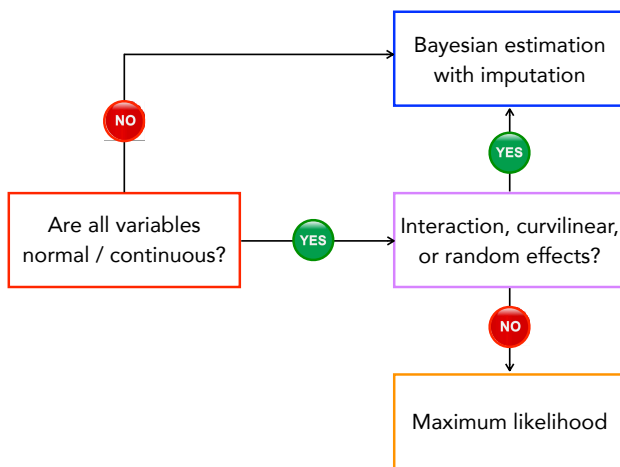 Bayesian estimation
with imputation
NO
YES
Are all variables
normal / continuous?
YES
Interaction, curvilinear,
or random effects?
NO
Maximum likelihood